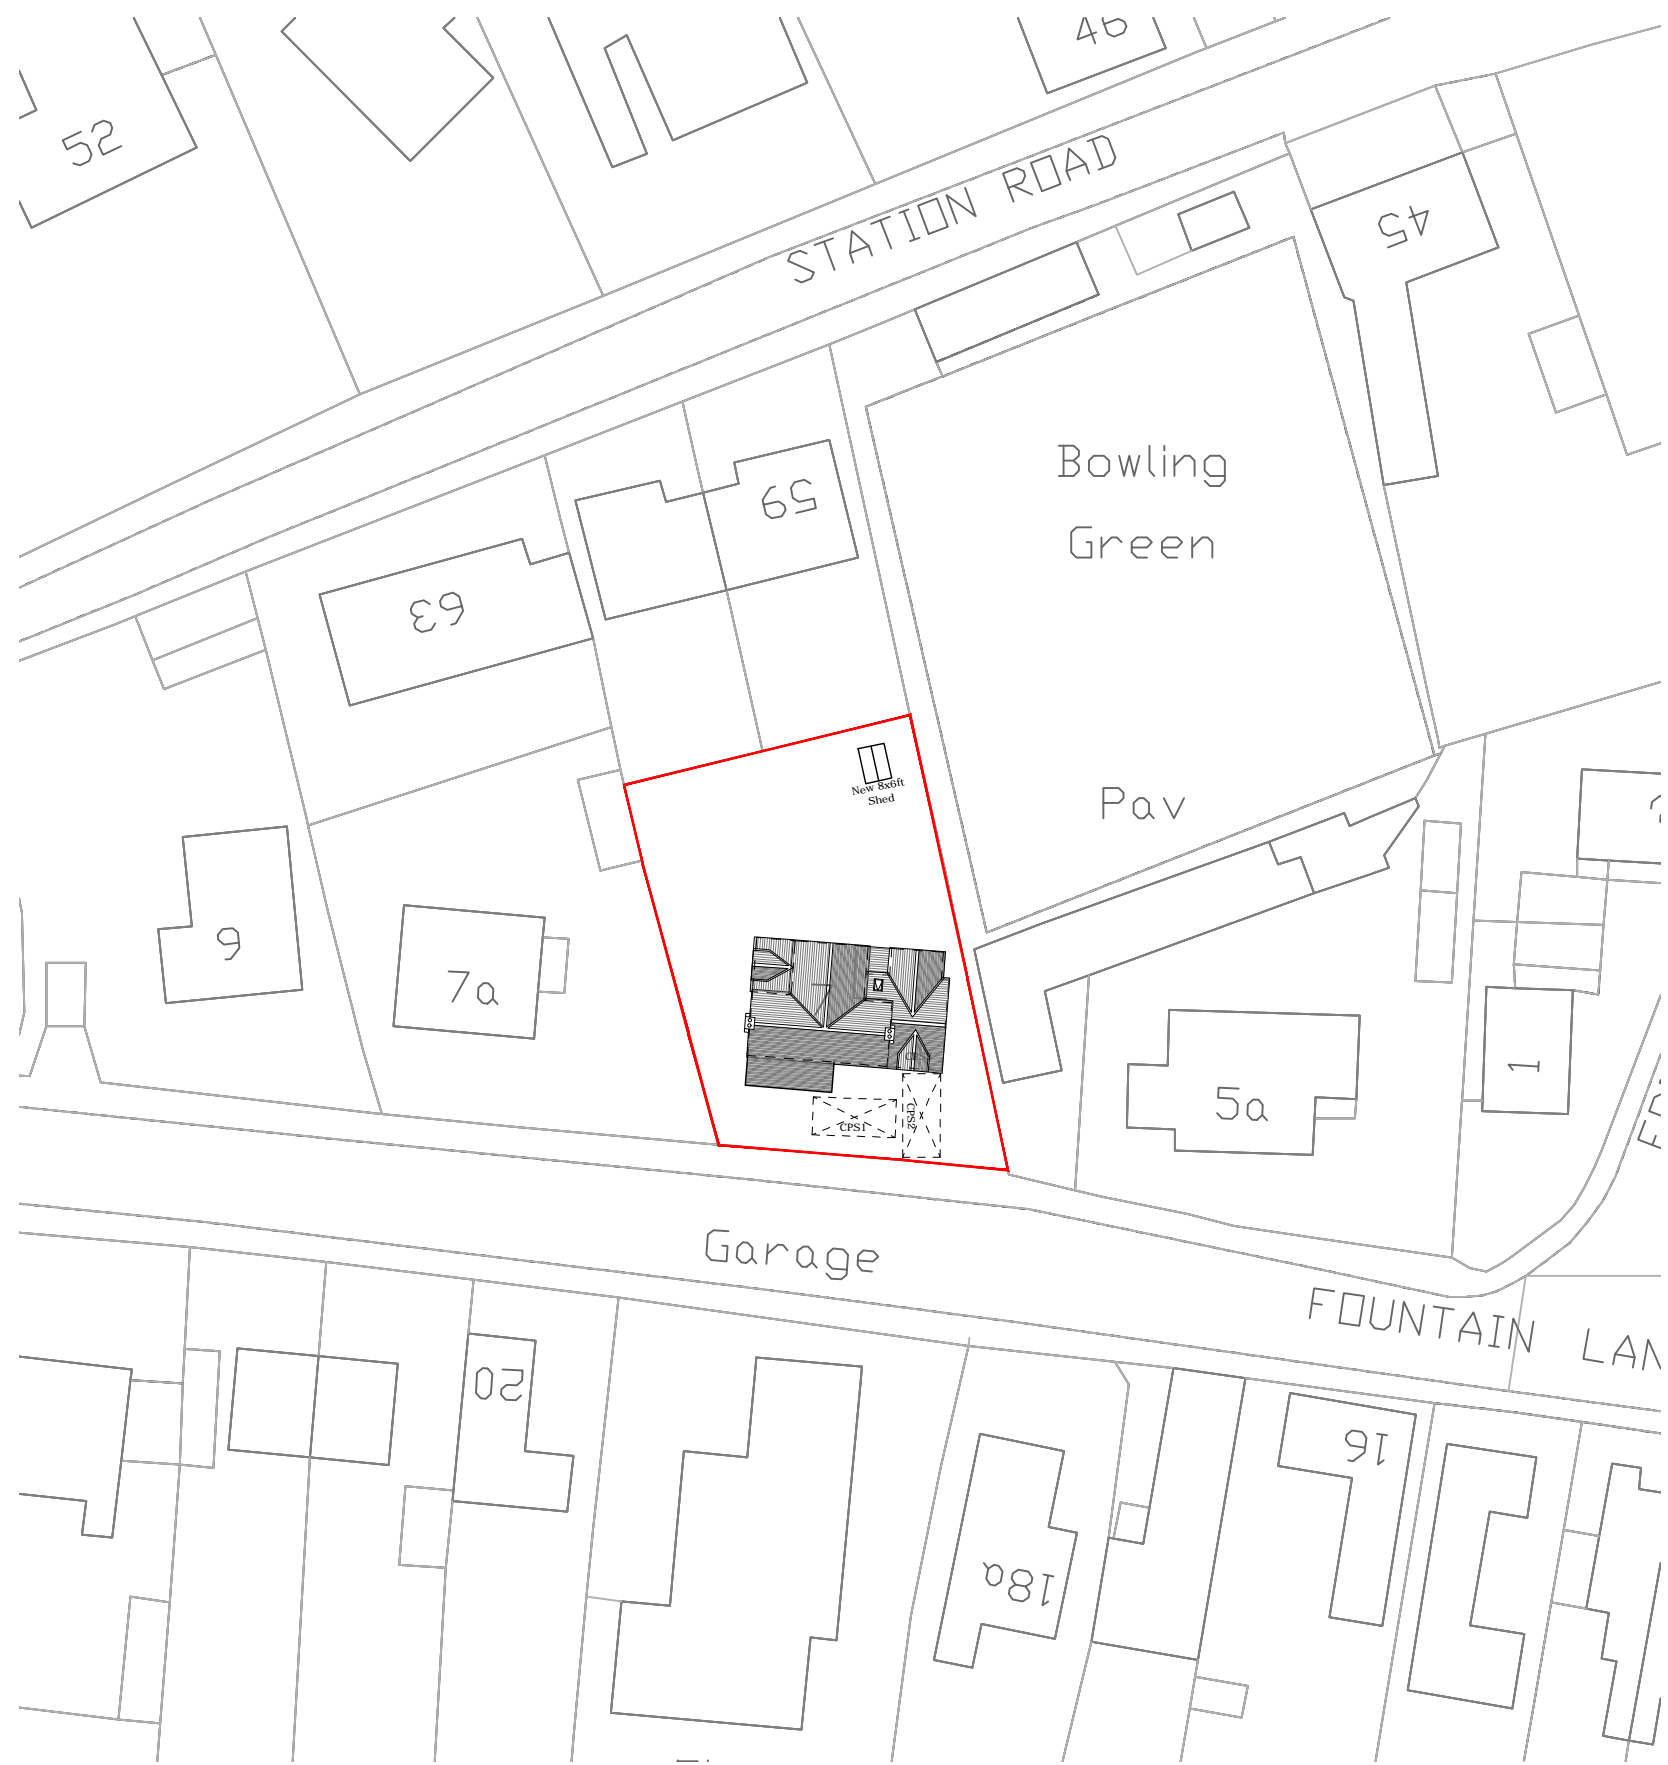 46
52
STATION ROAD
45
Bowling
Green
59
63
New 8x6ft
Shed
Pav
9
7a
7
1
5a
CPS1
CPS2
Garage
FOUNTAIN LAN
20
16
18a